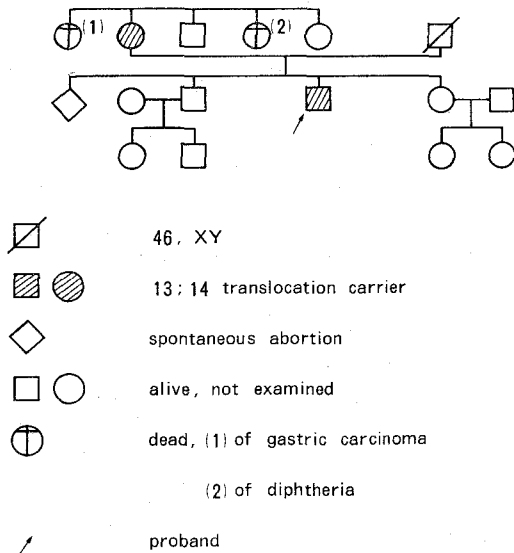 (1) (2)
46, XY
13; 14 translocation carrier
spontaneous abortion
alive, not examined
dead, (1) of gastric carcinoma
(2) of diphtheria
proband